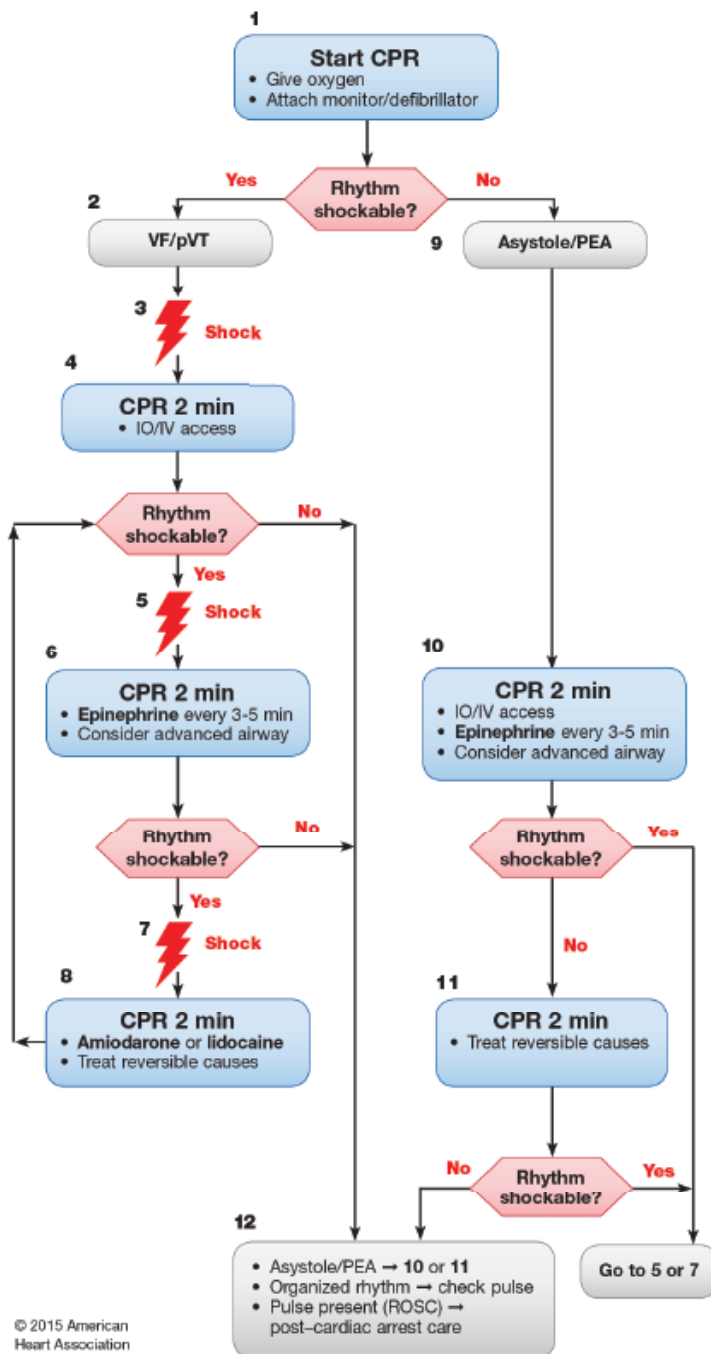 1
Start CPR
• Give oxygen
• Attach monitor/defibrillator
Yes
Rhythm
shockable?
No
2
VF/pVT
9
Asystole/PEA
3
Shock
4
CPR 2 min
• IO/IV access
Rhythm
shockable?
No
Yes
5
Shock
6
CPR 2 min
• Epinephrine every 3-5 min
• Consider advanced airway
10
CPR 2 min
• IO/IV access
• Epinephrine every 3-5 min
• Consider advanced airway
Rhythm
shockable?
No
Yes
Rhythm
shockable?
Yes
No
7
Shock
8
CPR 2 min
• Amiodarone or lidocaine
• Treat reversible causes
11
CPR 2 min
• Treat reversible causes
No
Rhythm
shockable?
Yes
12
• Asystole/PEA → 10 or 11
• Organized rhythm → check pulse
• Pulse present (ROSC) →
post–cardiac arrest care
Go to 5 or 7
© 2015 American
Heart Association